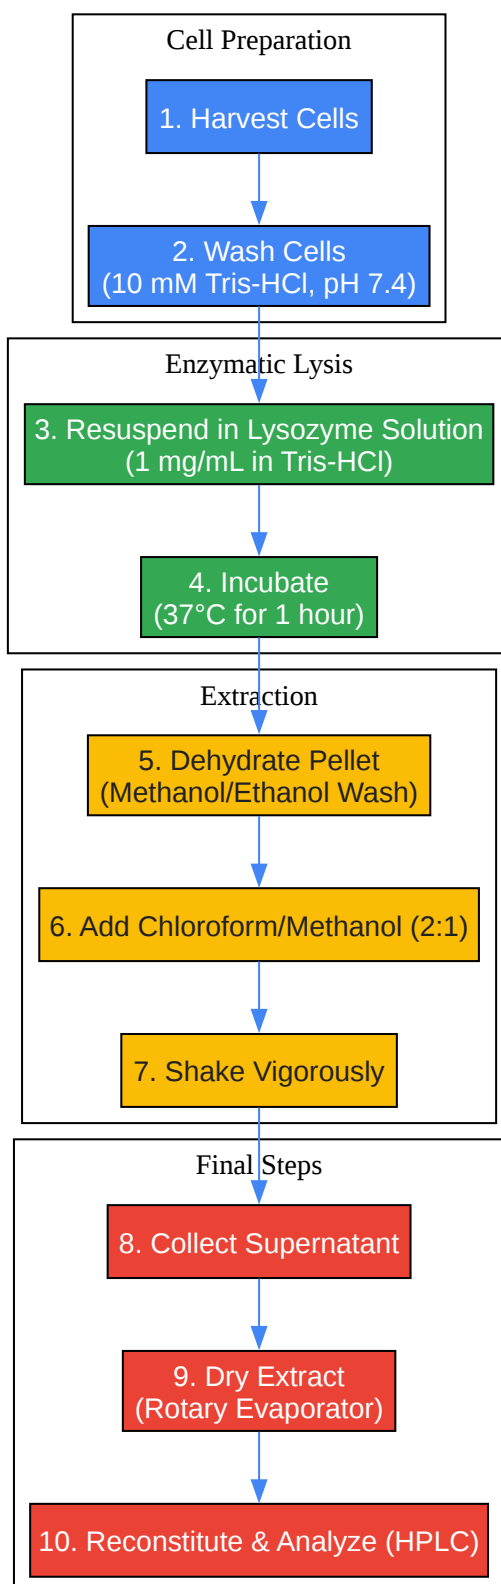 Cell Preparation
1. Harvest Cells
2. Wash Cells
(10 mM Tris-HCl, pH 7.4)
Enzymatic Lysis
3. Resuspend in Lysozyme Solution
(1 mg/mL in Tris-HCl)
4. Incubate
(37°C for 1 hour)
Extraction
5. Dehydrate Pellet
(Methanol/Ethanol Wash)
6. Add Chloroform/Methanol (2:1)
7. Shake Vigorously
Final Steps
8. Collect Supernatant
9. Dry Extract
(Rotary Evaporator)
10. Reconstitute & Analyze (HPLC)